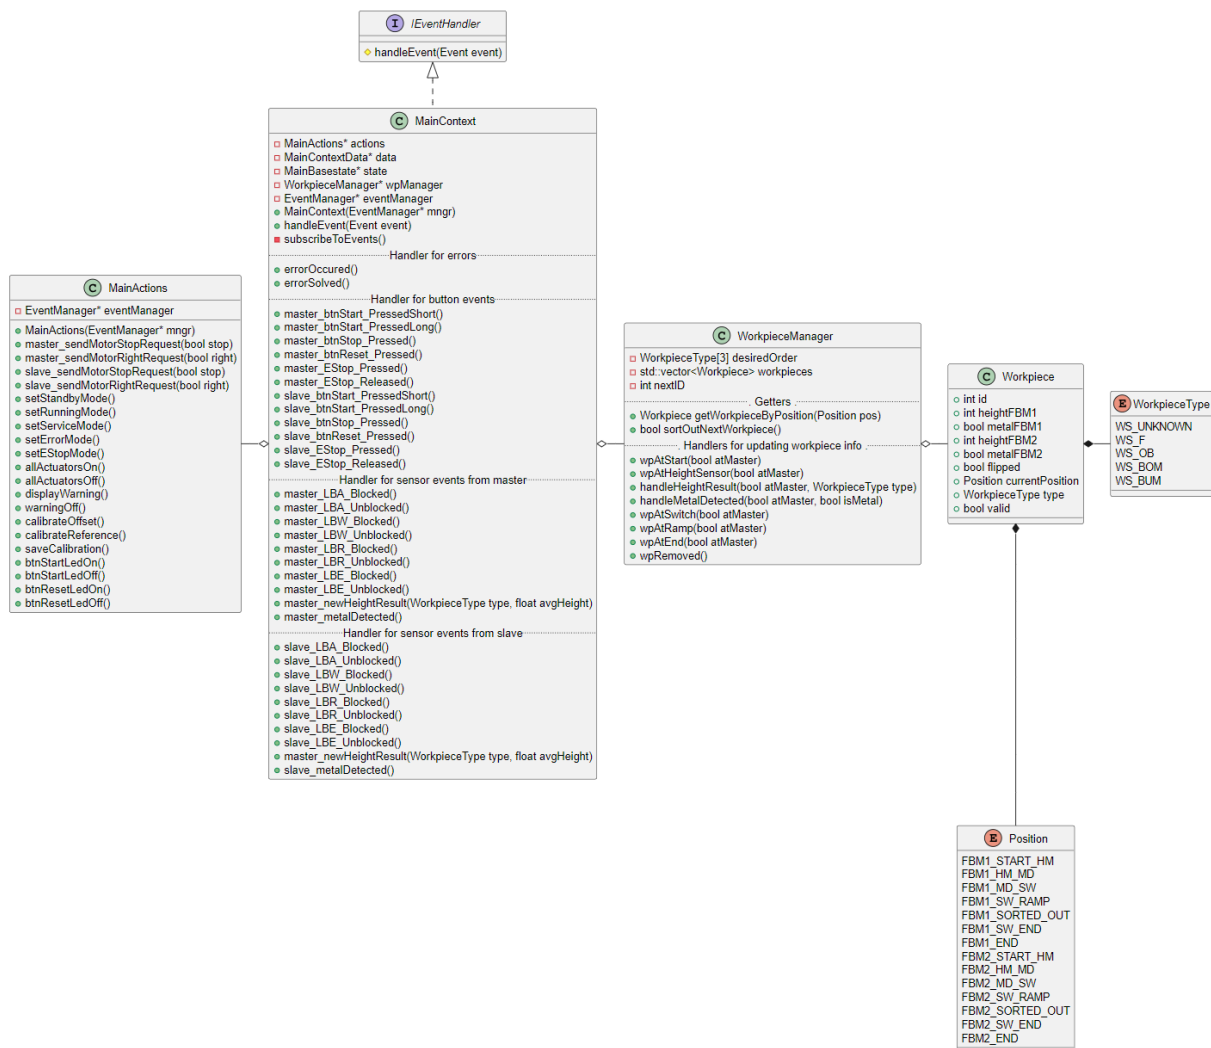 I IEventHandler
handleEvent(Event event)
C MainContext
MainActions* actions
MainContextData* data
MainBasestate* state
WorkpieceManager* wpManager
EventManager* eventManager
MainContext(EventManager* mngr)
handleEvent(Event event)
subscribeToEvents()
Handler for errors
errorOccured()
errorSolved()
Handler for button events
master_btnStart_PressedShort()
master_btnStart_PressedLong()
master_btnStop_Pressed()
master_btnReset_Pressed()
master_EStop_Pressed()
master_EStop_Released()
slave_btnStart_PressedShort()
slave_btnStart_PressedLong()
slave_btnStop_Pressed()
slave_btnReset_Pressed()
slave_EStop_Pressed()
slave_EStop_Released()
Handler for sensor events from master
master_LBA_Blocked()
master_LBA_Unblocked()
master_LBW_Blocked()
master_LBW_Unblocked()
master_LBR_Blocked()
master_LBR_Unblocked()
master_LBE_Blocked()
master_LBE_Unblocked()
master_newHeightResult(WorkpieceType type, float avgHeight)
master_metalDetected()
Handler for sensor events from slave
slave_LBA_Blocked()
slave_LBA_Unblocked()
slave_LBW_Blocked()
slave_LBW_Unblocked()
slave_LBR_Blocked()
slave_LBR_Unblocked()
slave_LBE_Blocked()
slave_LBE_Unblocked()
master_newHeightResult(WorkpieceType type, float avgHeight)
slave_metalDetected()
C MainActions
EventManager* eventManager
MainActions(EventManager* mngr)
master_sendMotorStopRequest(bool stop)
master_sendMotorRightRequest(bool right)
slave_sendMotorStopRequest(bool stop)
slave_sendMotorRightRequest(bool right)
setStandbyMode()
setRunningMode()
setServiceMode()
setErrorMode()
setEStopMode()
allActuatorsOn()
allActuatorsOff()
displayWarning()
warningOff()
calibrateOffset()
calibrateReference()
saveCalibration()
btnStartLedOn()
btnStartLedOff()
btnResetLedOn()
btnResetLedOff()
C WorkpieceManager
WorkpieceType[3] desiredOrder
std::vector<Workpiece> workpieces
int nextID
. Getters .
Workpiece getWorkpieceByPosition(Position pos)
bool sortOutNextWorkpiece()
. Handlers for updating workpiece info .
wpAtStart(bool atMaster)
wpAtHeightSensor(bool atMaster)
handleHeightResult(bool atMaster, WorkpieceType type)
handleMetalDetected(bool atMaster, bool isMetal)
wpAtSwitch(bool atMaster)
wpAtRamp(bool atMaster)
wpAtEnd(bool atMaster)
wpRemoved()
C Workpiece
int id
int heightFBM1
bool metalFBM1
int heightFBM2
bool metalFBM2
bool flipped
Position currentPosition
WorkpieceType type
bool valid
E WorkpieceType
WS_UNKNOWN
WS_F
WS_OB
WS_BOM
WS_BUM
E Position
FBM1_START_HM
FBM1_HM_MD
FBM1_MD_SW
FBM1_SW_RAMP
FBM1_SORTED_OUT
FBM1_SW_END
FBM1_END
FBM2_START_HM
FBM2_HM_MD
FBM2_MD_SW
FBM2_SW_RAMP
FBM2_SORTED_OUT
FBM2_SW_END
FBM2_END